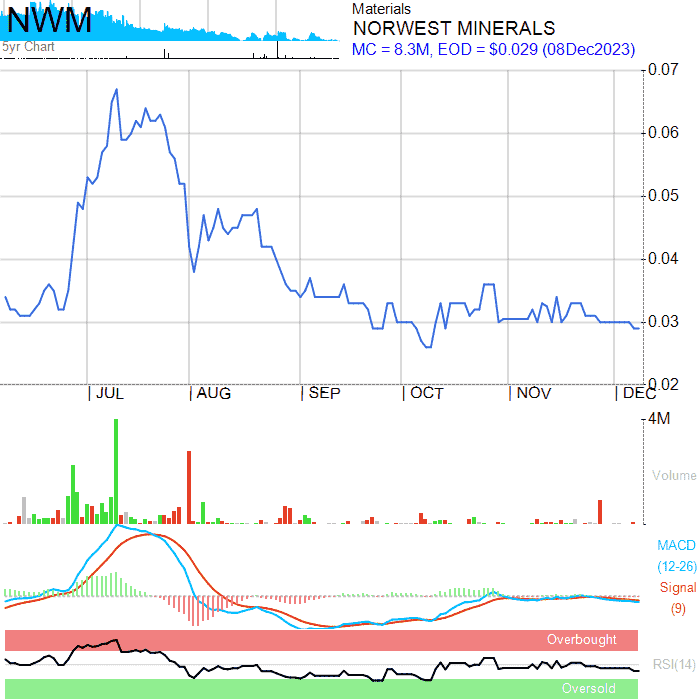 NWM
5yr Chart
Materials
NORWEST MINERALS
MC = 8.3M, EOD = $0.029 (08Dec2023)
0.07
0.06
0.05
0.04
0.03
0.02
JUL AUG SEP OCT NOV DEC
4M
Volume
MACD
(12-26)
Signal
(9)
Overbought
RSI(14)
Oversold